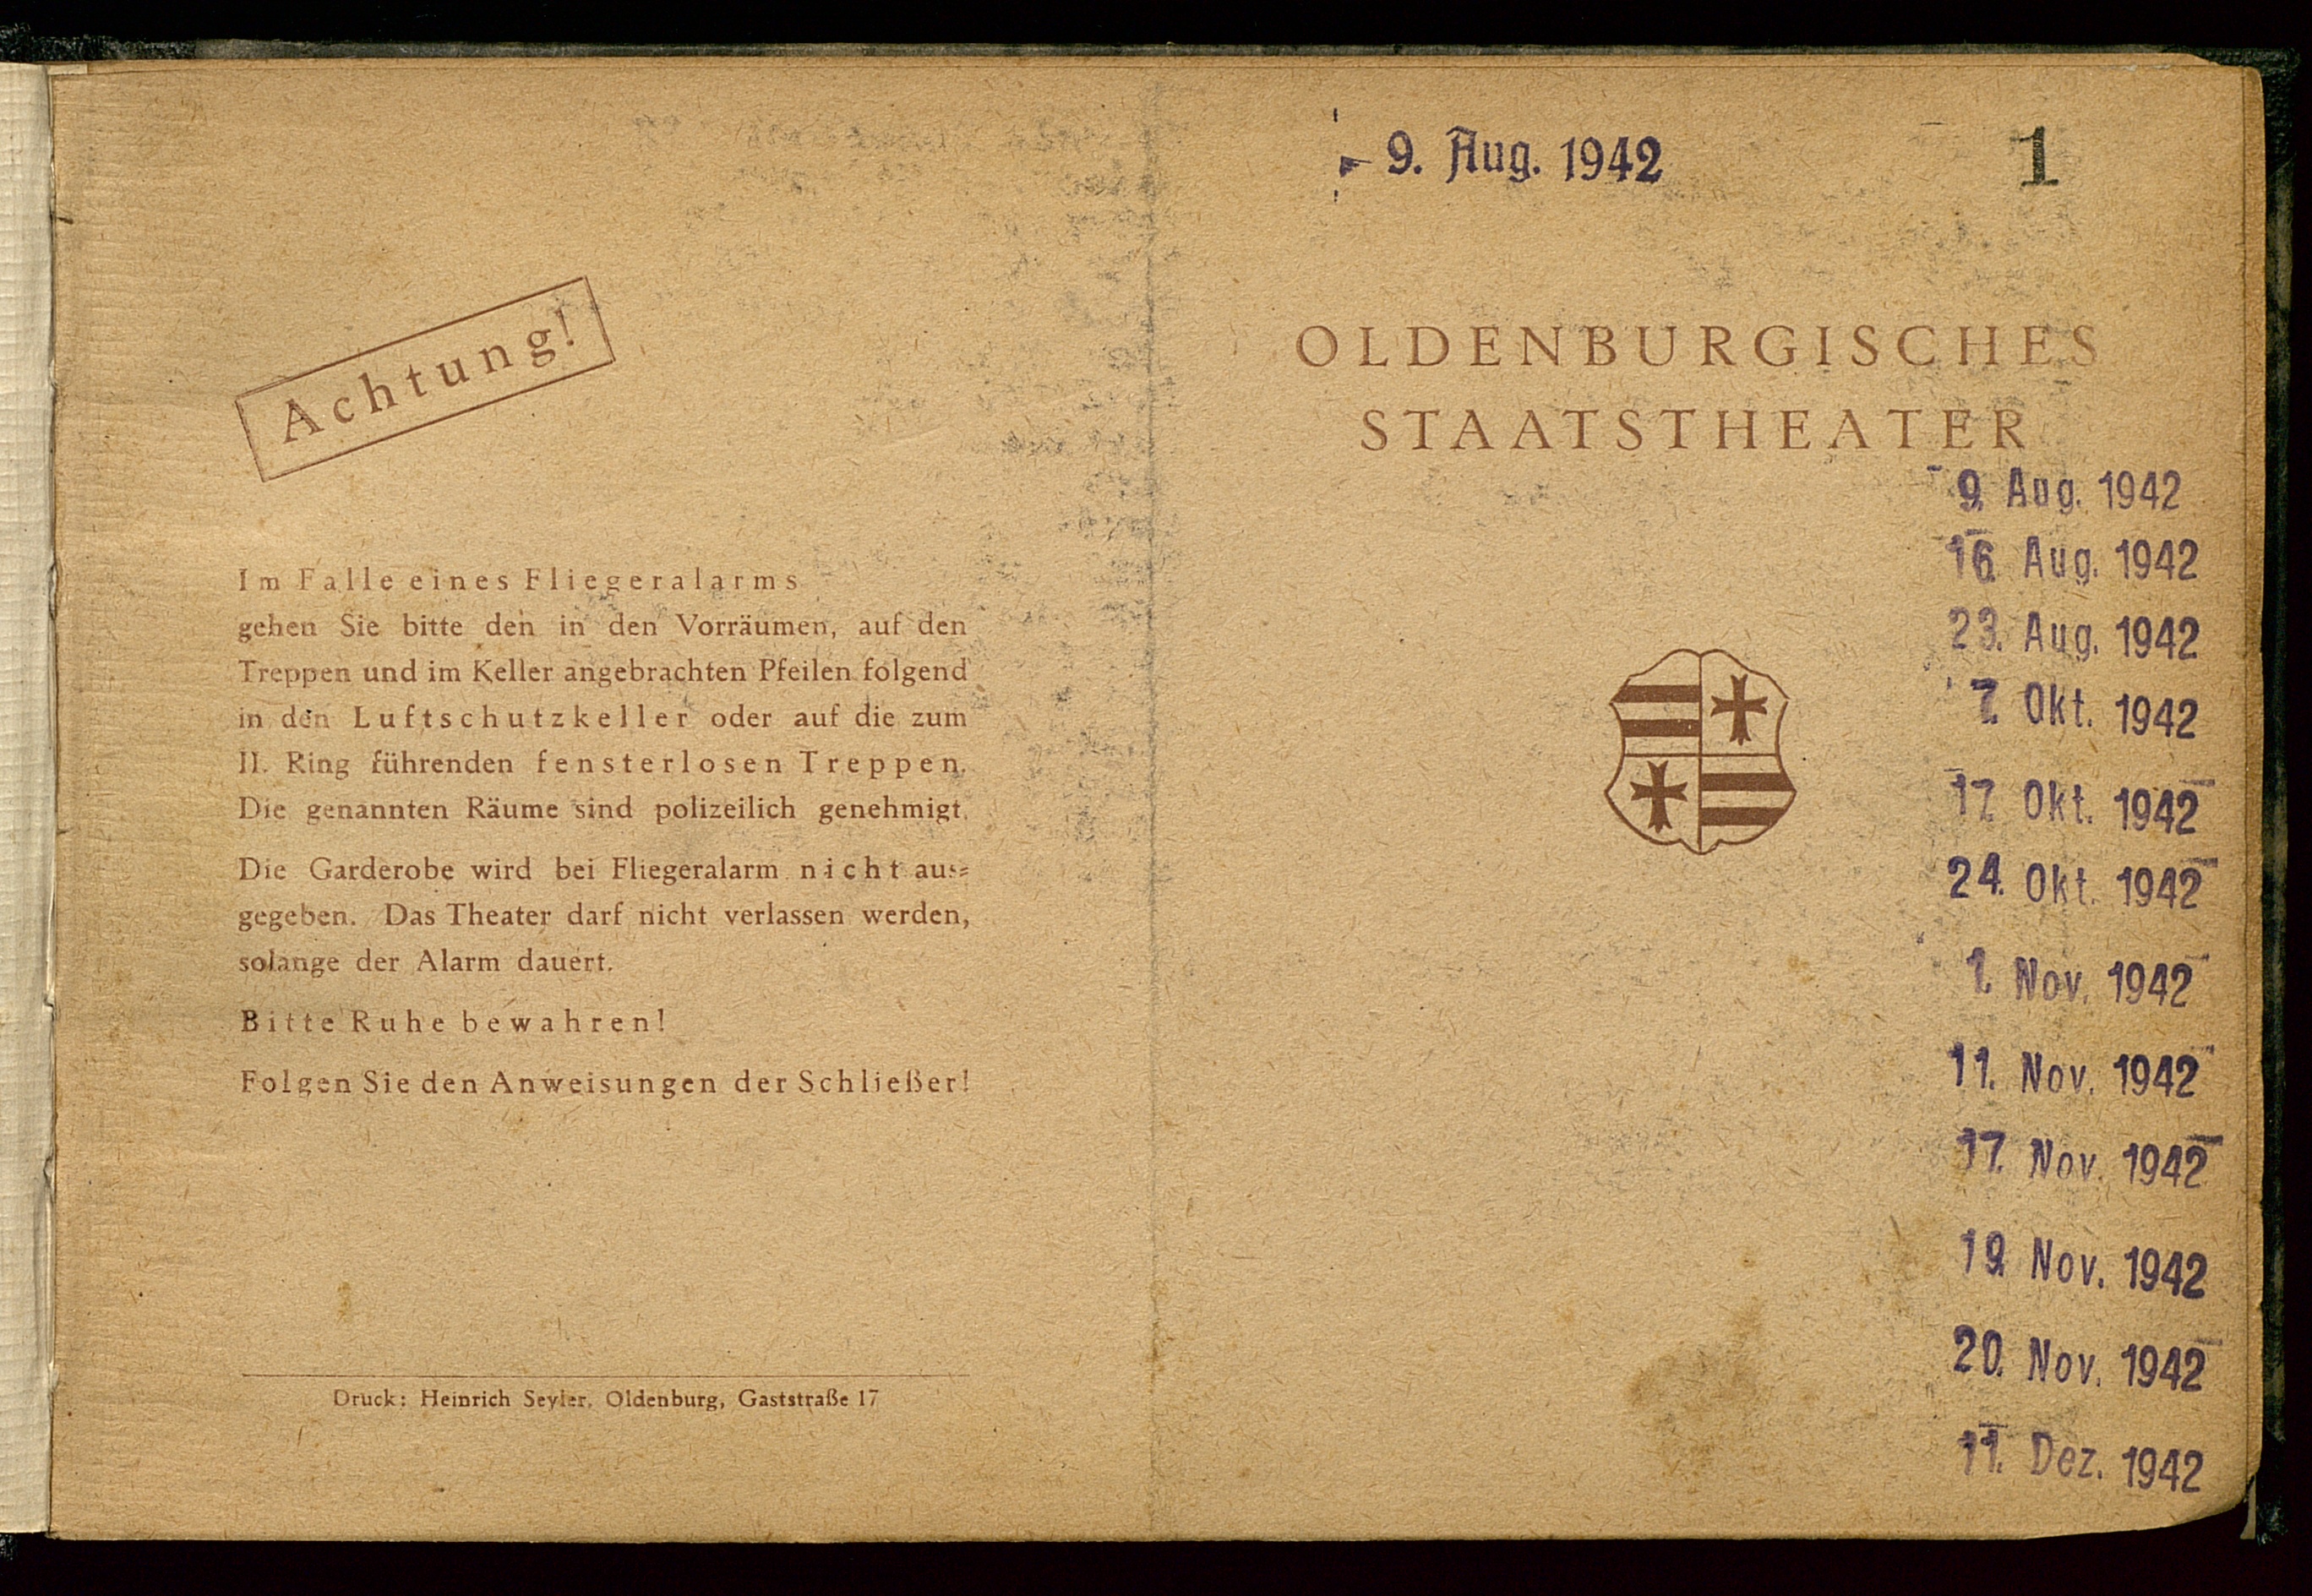 Achtung!
Im Falle eines Fliegeralarms
gehen Sie bitte den in den Vorräumen, auf den
Treppen und im Keller angebrachten Pfeilen folgend
in den Luftschutzkeller oder auf die zum
II. Ring führenden fensterlosen Treppen.
Die genannten Räume sind polizeilich genehmigt.
Die Garderobe wird bei Fliegeralarm nicht aus=
gegeben. Das Theater darf nicht verlassen werden,
solange der Alarm dauert.
Bitte Ruhe bewahren!
Folgen Sie den Anweisungen der Schließer!
Druck: Heinrich Seyler, Oldenburg, Gaststraße 17
- 9. Aug. 1942
1
OLDENBURGISCHES
STAATSTHEATER
9. Aug. 1942
16. Aug. 1942
23. Aug. 1942
7. Okt. 1942
17. Okt. 1942
24. Okt. 1942
1. Nov. 1942
11. Nov. 1942
17. Nov. 1942
19. Nov. 1942
20. Nov. 1942
11. Dez. 1942